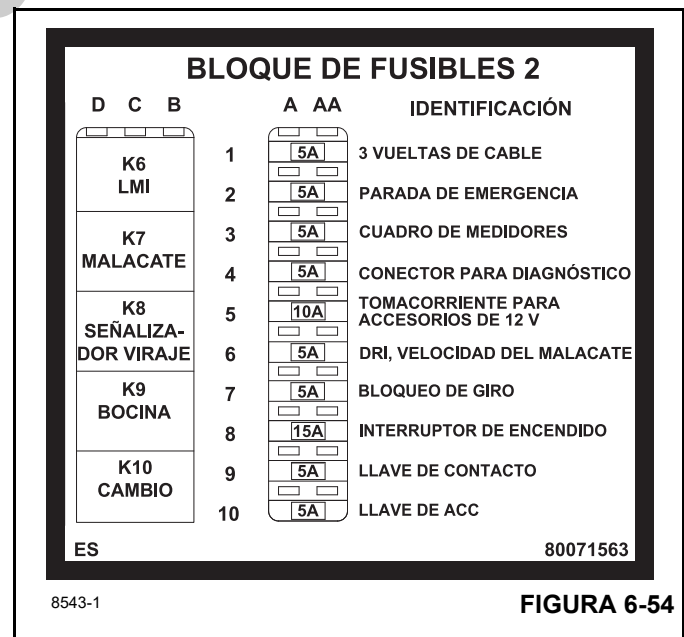 BLOQUE DE FUSIBLES 2
D C B A AA IDENTIFICACIÓN
K6
LMI
K7
MALACATE
K8
SEÑALIZA-
DOR VIRAJE
K9
BOCINA
K10
CAMBIO
1 5A 3 VUELTAS DE CABLE
2 5A PARADA DE EMERGENCIA
3 5A CUADRO DE MEDIDORES
4 5A CONECTOR PARA DIAGNÓSTICO
5 10A TOMACORRIENTE PARA
ACCESORIOS DE 12 V
6 5A DRI, VELOCIDAD DEL MALACATE
7 5A BLOQUEO DE GIRO
8 15A INTERRUPTOR DE ENCENDIDO
9 5A LLAVE DE CONTACTO
10 5A LLAVE DE ACC
ES 80071563
8543-1 FIGURA 6-54